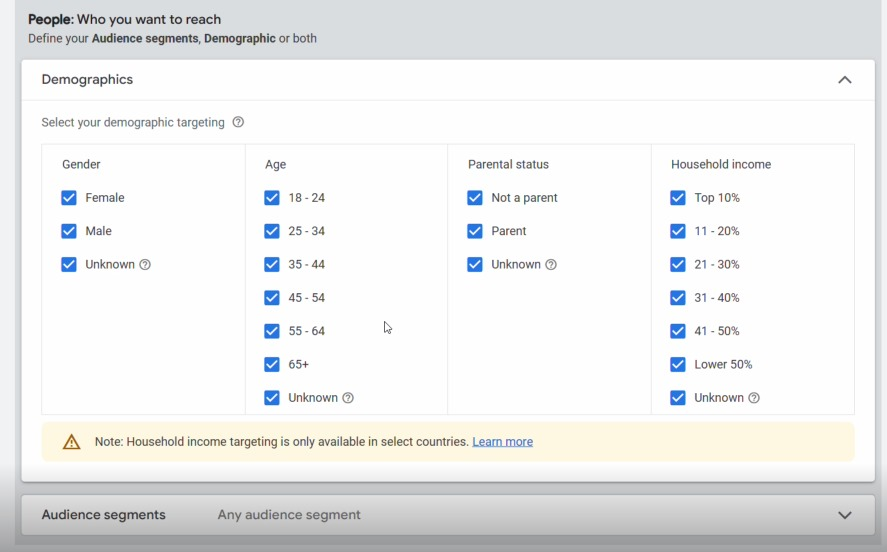 People: Who you want to reach
Define your Audience segments, Demographic or both
Demographics
Select your demographic targeting
Gender
Female
Male
Unknown
Age
18 - 24
25 - 34
35 - 44
45 - 54
55 - 64
65+
Unknown
Parental status
Not a parent
Parent
Unknown
Household income
Top 10%
11 - 20%
21 - 30%
31 - 40%
41 - 50%
Lower 50%
Unknown
Note: Household income targeting is only available in select countries. Learn more
Audience segments Any audience segment